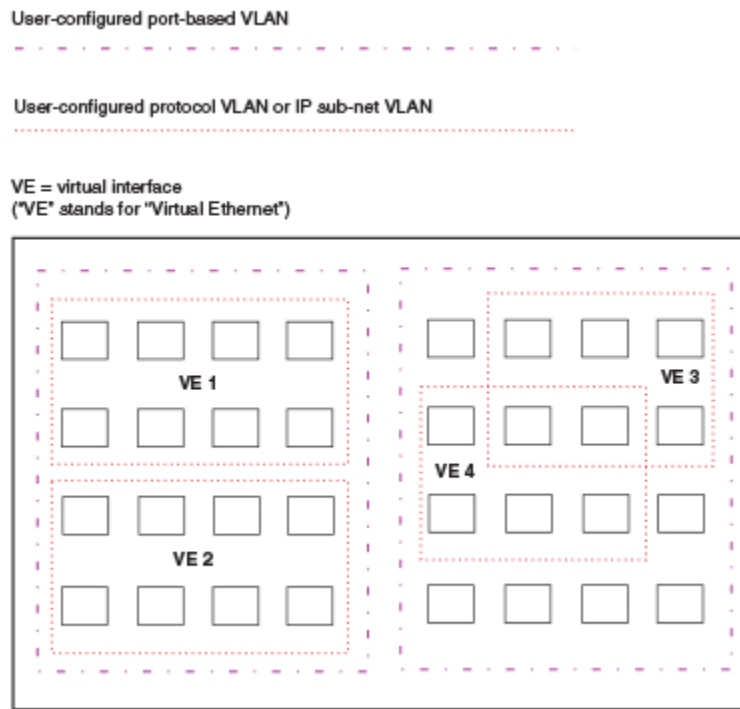 User-configured port-based VLAN
User-configured protocol VLAN or IP sub-net VLAN
VE = virtual interface
("VE" stands for "Virtual Ethernet")
VE 1
VE 3
VE 4
VE 2